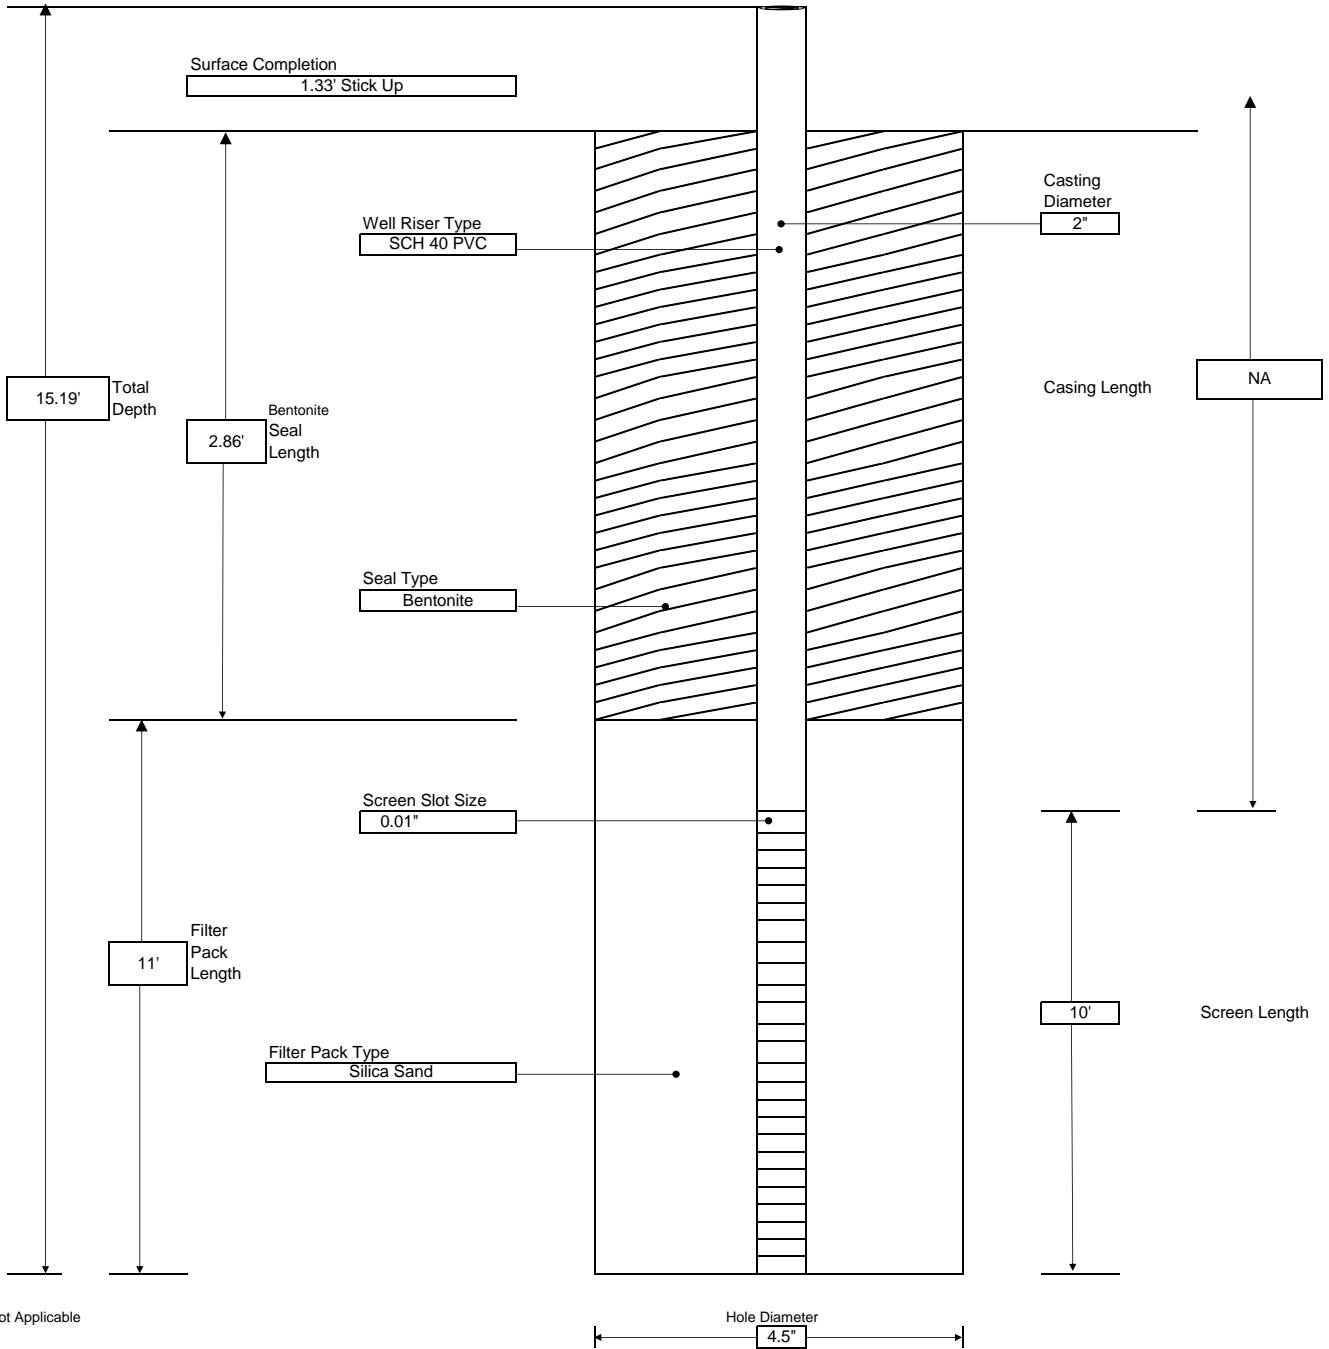 Surface Completion
1.33' Stick Up
Casting
Diameter
2"
Well Riser Type
SCH 40 PVC
15.19'
Total
Depth
Bentonite
Seal
Length
2.86'
Casing Length
NA
Seal Type
Bentonite
Screen Slot Size
0.01"
Filter
Pack
Length
11'
10'
Screen Length
Filter Pack Type
Silica Sand
ot Applicable
Hole Diameter
4.5"